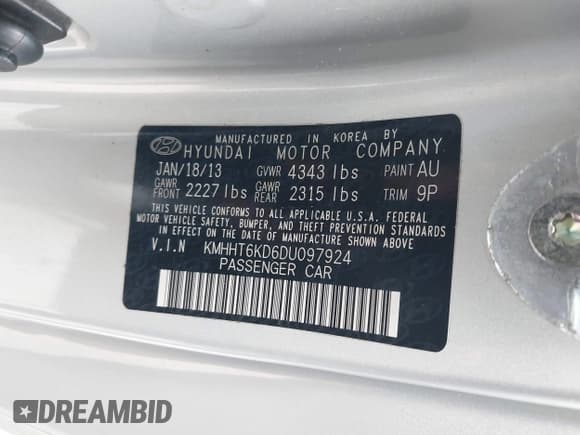 MANUFACTURED IN KOREA BY
HYUNDAI MOTOR COMPANY
JAN/18/13 GVWR 4343 lbs PAINT AU
GAWR FRONT 2227 lbs GAWR REAR 2315 lbs TRIM 9P
THIS VEHICLE CONFORMS TO ALL APPLICABLE U.S.A. FEDERAL
MOTOR VEHICLE SAFETY, BUMPER, AND THEFT PREVENTION STANDARDS
IN EFFECT ON THE DATE OF MANUFACTURE SHOWN ABOVE.
V.I.N KMHHT6KD6DU097924
PASSENGER CAR
DREAMBID